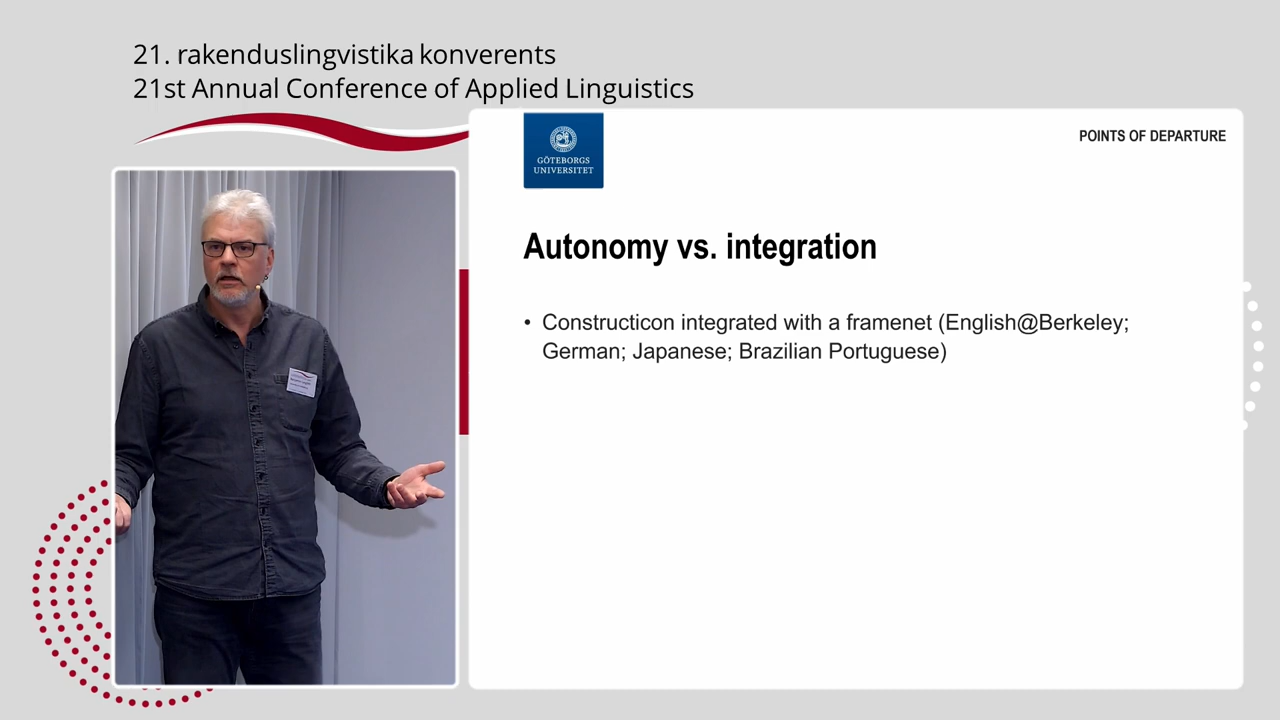 21. rakenduslingvistika konverents
21st Annual Conference of Applied Linguistics
GÖTEBORGS
UNIVERSITET
POINTS OF DEPARTURE
Autonomy vs. integration
• Constructicon integrated with a framenet (English@Berkeley;
German; Japanese; Brazilian Portuguese)